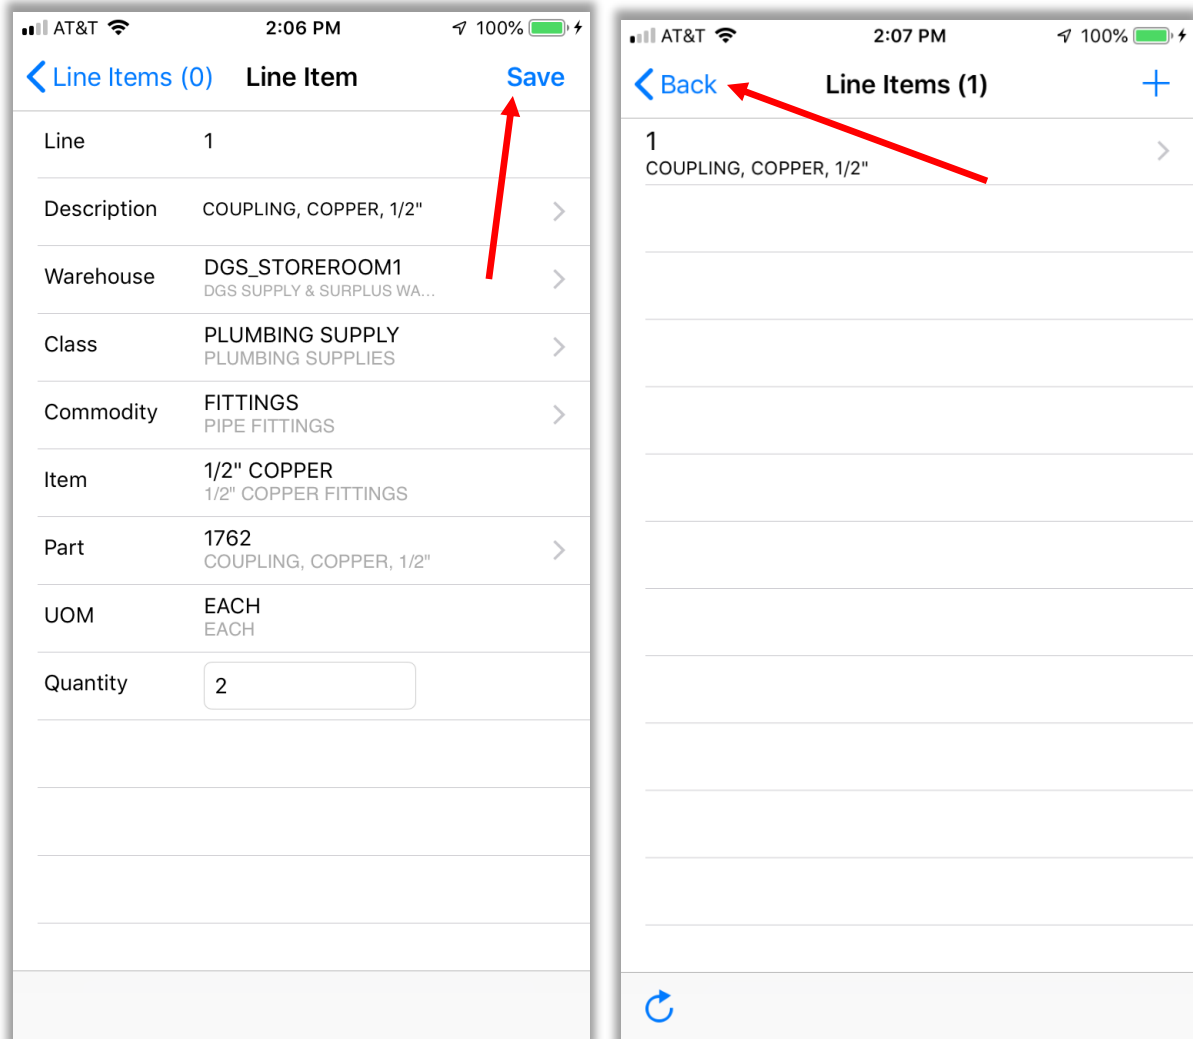 AT&T 2:06 PM 100%
Line Items (0) Line Item Save
Line 1
Description COUPLING, COPPER, 1/2"
Warehouse DGS_STOREROOM1
DGS SUPPLY & SURPLUS WA...
Class PLUMBING SUPPLY
PLUMBING SUPPLIES
Commodity FITTINGS
PIPE FITTINGS
Item 1/2" COPPER
1/2" COPPER FITTINGS
Part 1762
COUPLING, COPPER, 1/2"
UOM EACH
EACH
Quantity 2
AT&T 2:07 PM 100%
Back Line Items (1) +
1
COUPLING, COPPER, 1/2"